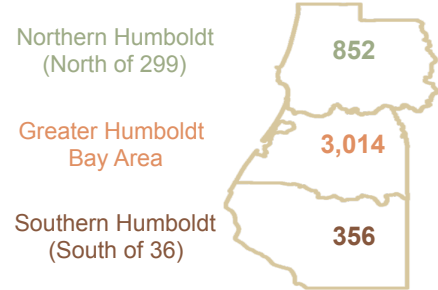 Northern Humboldt
(North of 299)
852
Greater Humboldt
Bay Area
3,014
Southern Humboldt
(South of 36)
356